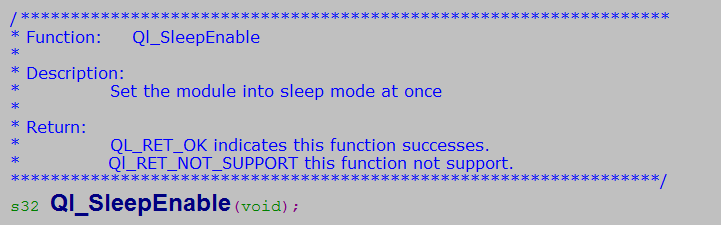 /******************************************************************
* Function:     Ql_SleepEnable
*
* Description:
*               Set the module into sleep mode at once
*
* Return:
*               QL_RET_OK indicates this function successes.
*               Ql_RET_NOT_SUPPORT this function not support.
******************************************************************/
s32 Ql_SleepEnable(void);